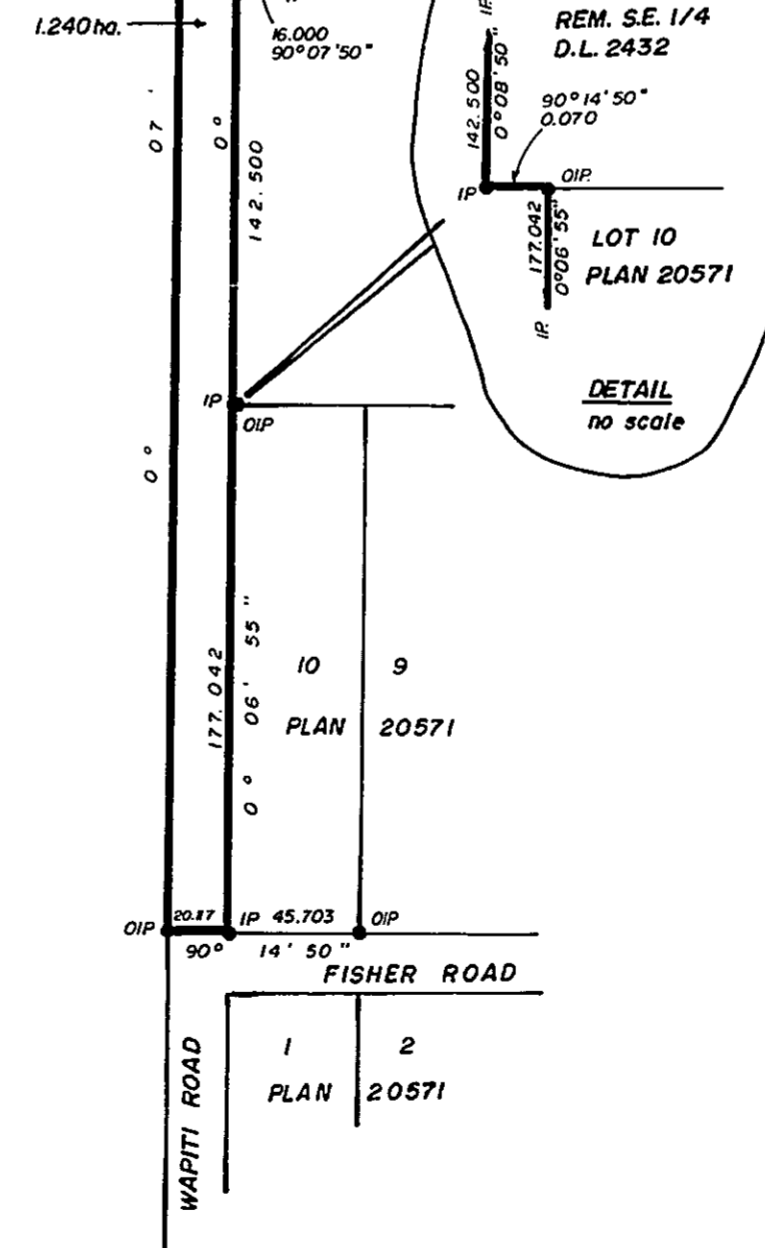 1.240 ha.
16.000
90° 07' 50"
07'
0°
0°
142.500
IP
OIP
0°
177.042
0° 06' 55"
10
9
PLAN 20571
OIP
20.117
IP
45.703
OIP
90° 14' 50"
FISHER ROAD
1
2
PLAN 20571
WAPITI ROAD
IP.
REM. S.E. 1/4
D.L. 2432
142.500
0°08'50"
90°14'50"
0.070
IP
OIP.
177.042
0°06'55"
LOT 10
PLAN 20571
IP.
DETAIL
no scale